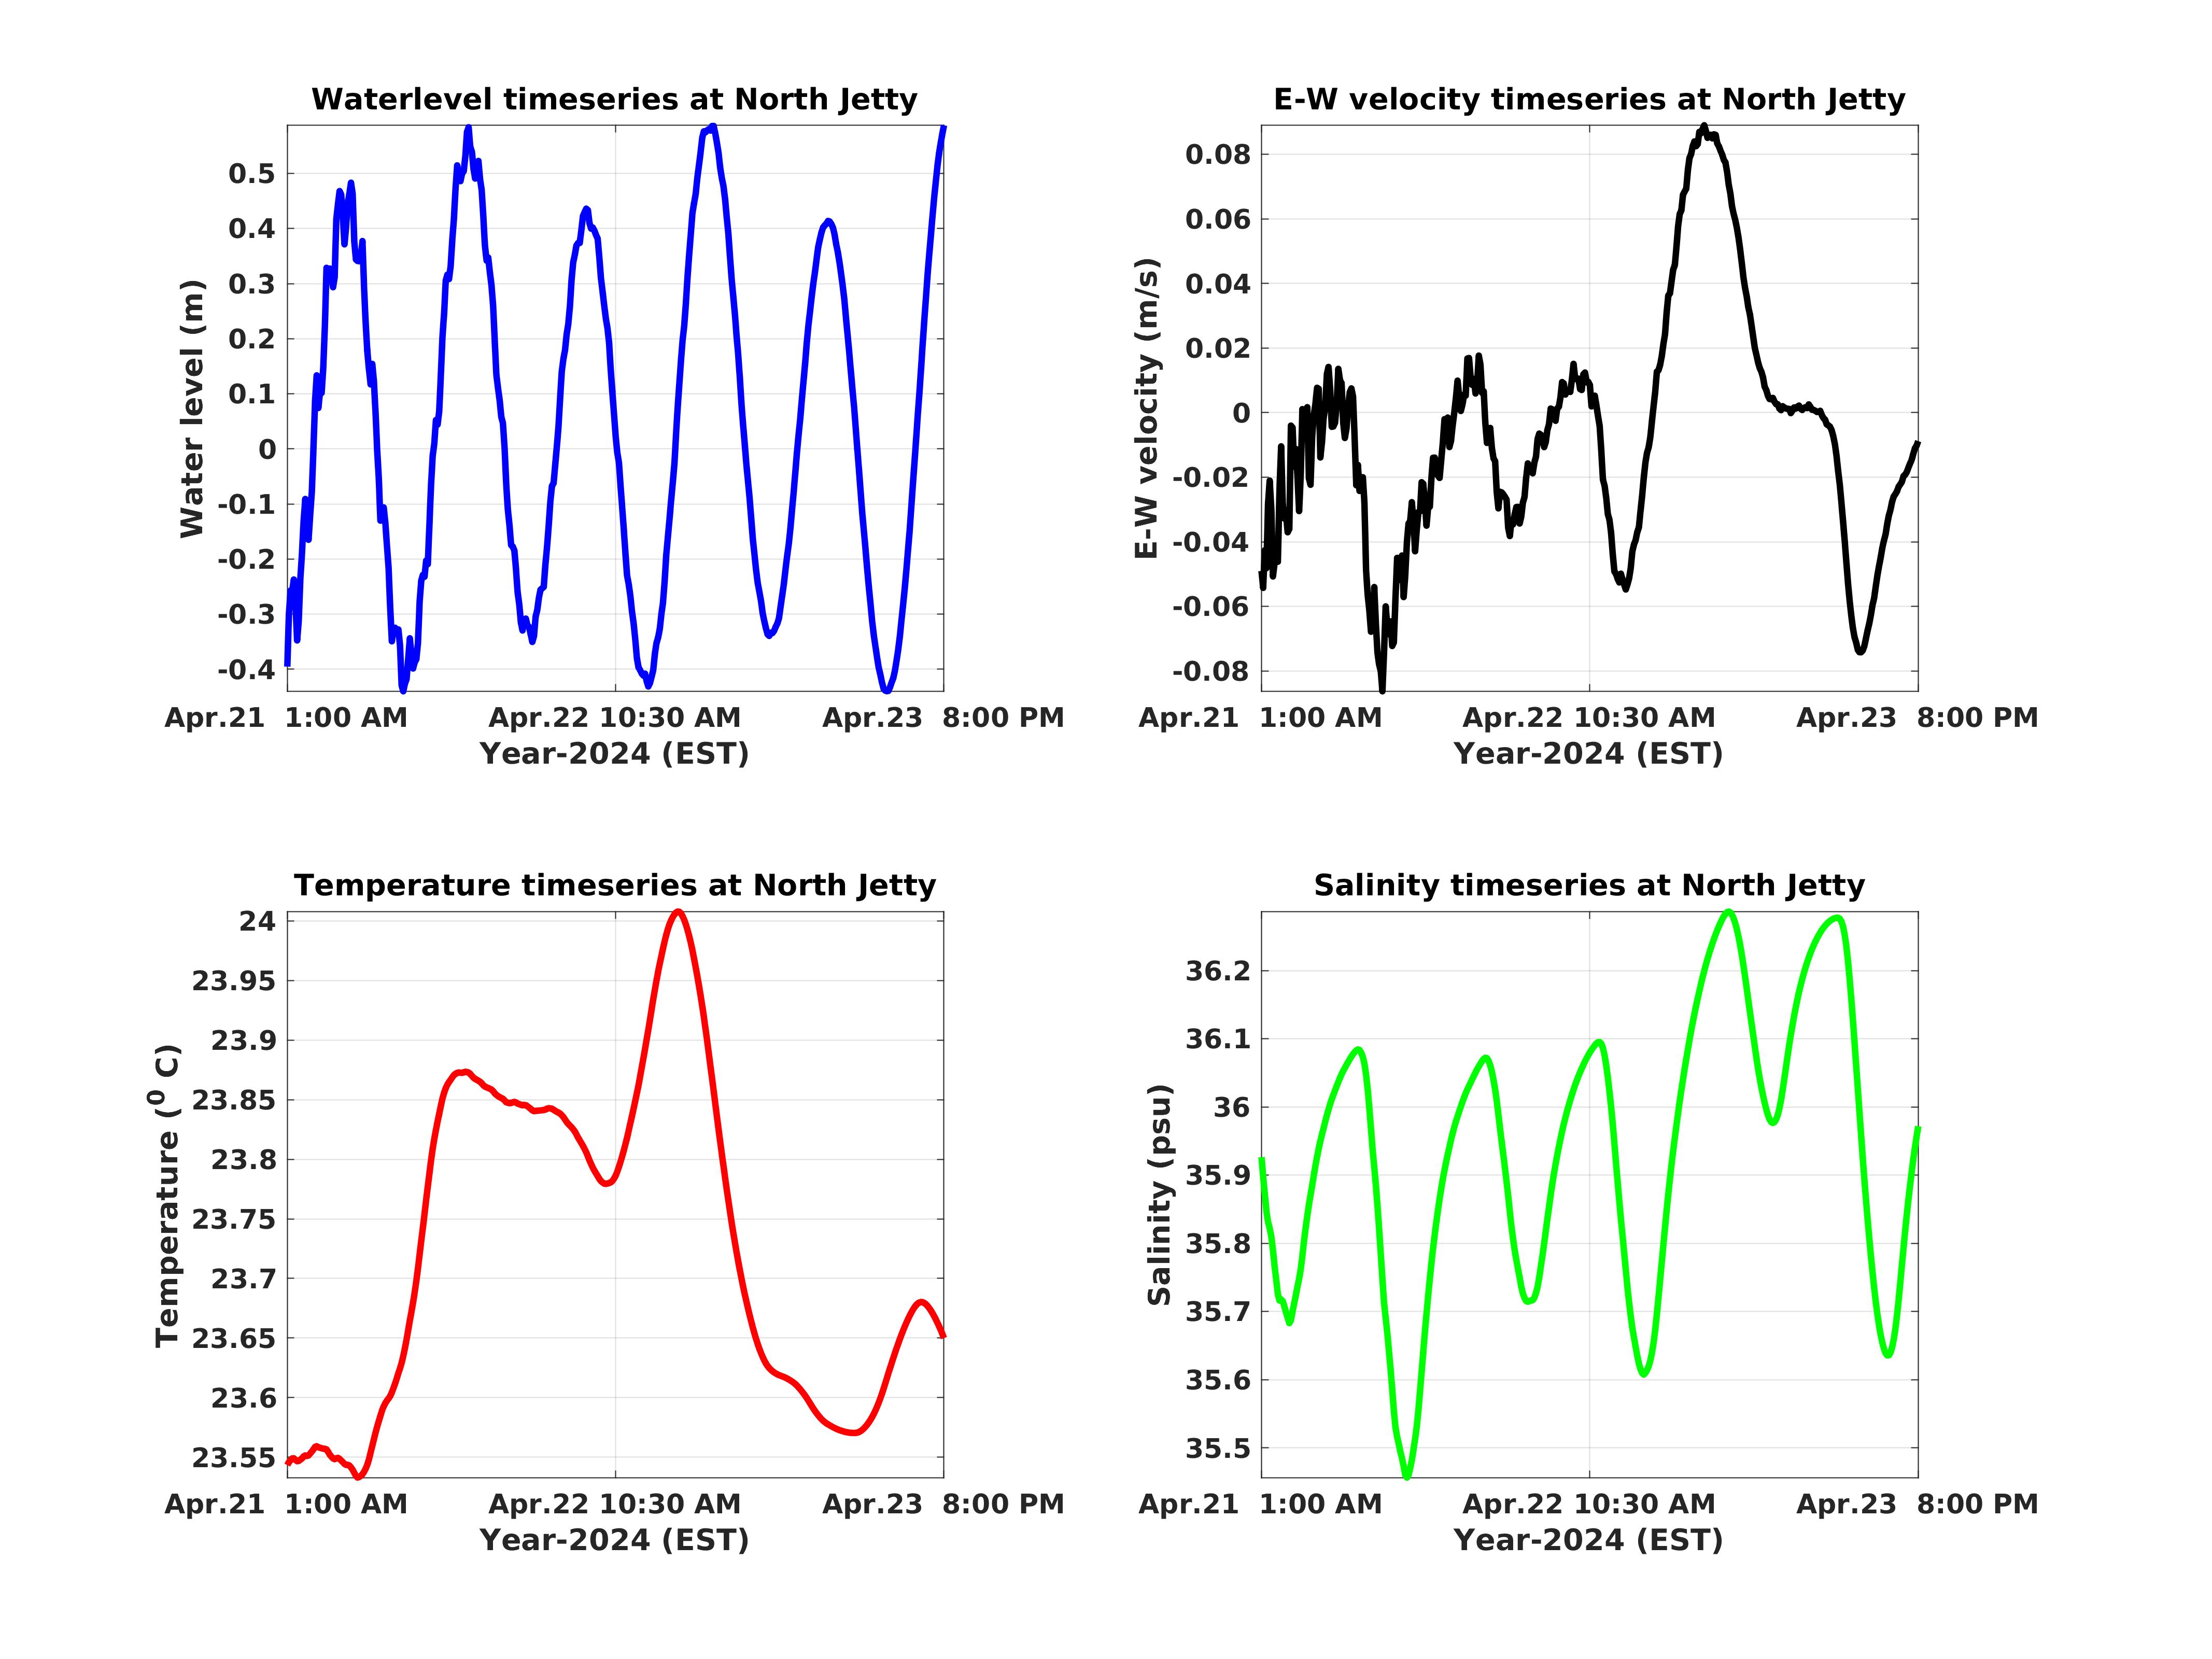 Waterlevel timeseries at North Jetty
Water level (m)
0.5
0.4
0.3
0.2
0.1
0
-0.1
-0.2
-0.3
-0.4
Apr.21 1:00 AM
Apr.22 10:30 AM
Apr.23 8:00 PM
Year-2024 (EST)
E-W velocity timeseries at North Jetty
E-W velocity (m/s)
0.08
0.06
0.04
0.02
0
-0.02
-0.04
-0.06
-0.08
Apr.21 1:00 AM
Apr.22 10:30 AM
Apr.23 8:00 PM
Year-2024 (EST)
Temperature timeseries at North Jetty
Temperature (⁰ C)
24
23.95
23.9
23.85
23.8
23.75
23.7
23.65
23.6
23.55
Apr.21 1:00 AM
Apr.22 10:30 AM
Apr.23 8:00 PM
Year-2024 (EST)
Salinity timeseries at North Jetty
Salinity (psu)
36.2
36.1
36
35.9
35.8
35.7
35.6
35.5
Apr.21 1:00 AM
Apr.22 10:30 AM
Apr.23 8:00 PM
Year-2024 (EST)